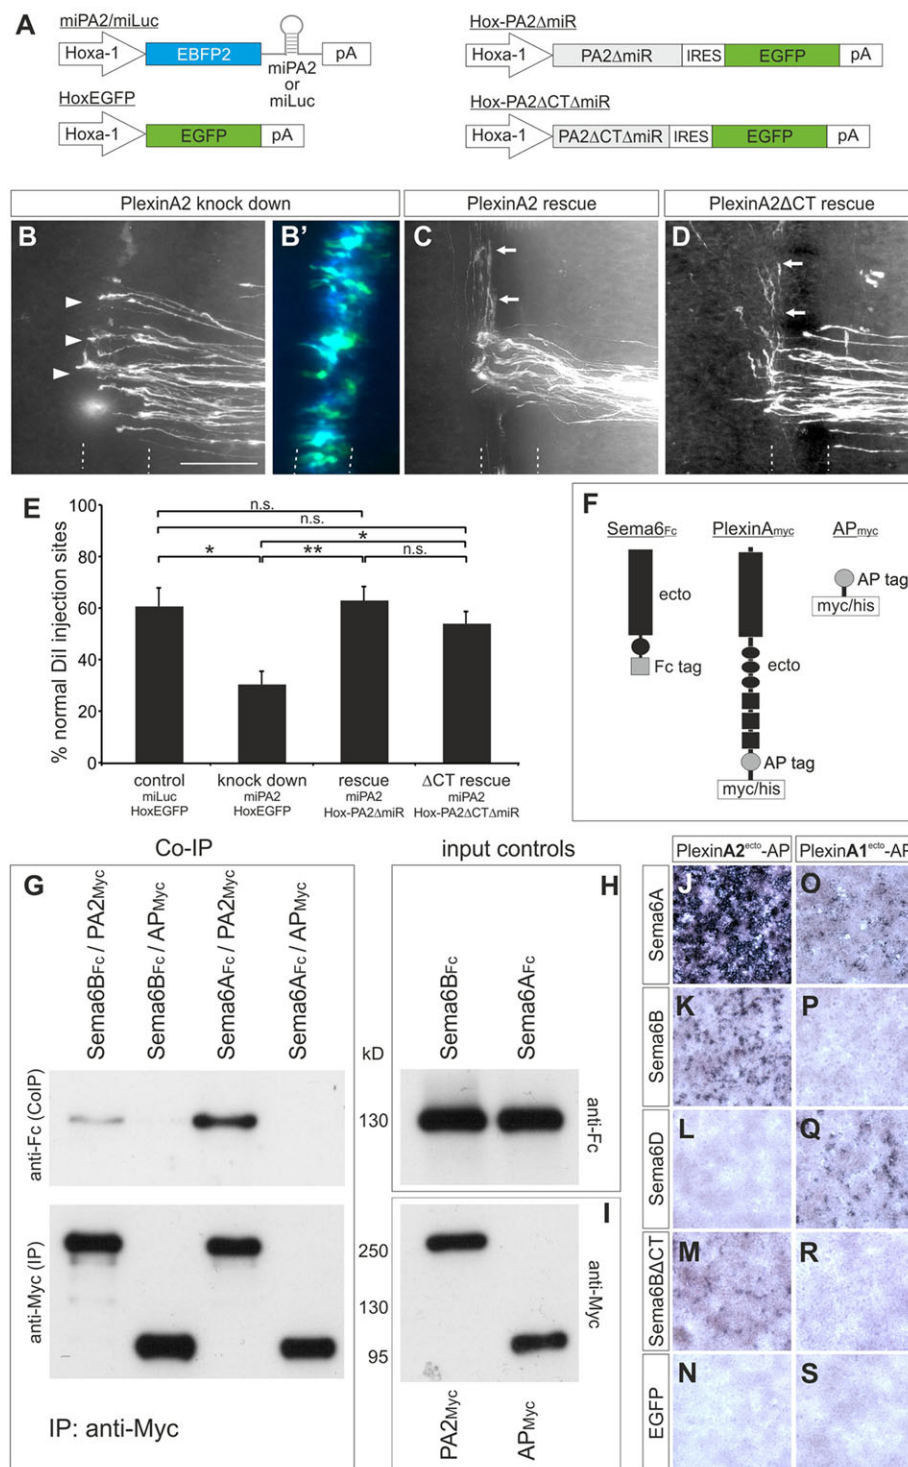 A
miPA2/miLuc
Hoxa-1 EBFP2 pA
miPA2
or
miLuc
HoxEGFP
Hoxa-1 EGFP pA
Hox-PA2ΔmiR
Hoxa-1 PA2ΔmiR IRES EGFP pA
Hox-PA2ΔCTΔmiR
Hoxa-1 PA2ΔCTΔmiR IRES EGFP pA
PlexinA2 knock down
PlexinA2 rescue
PlexinA2ΔCT rescue
B
B'
C
D
E
% normal DiI injection sites
100
80
60
40
20
0
n.s.
n.s.
*
*
**
n.s.
control
miLuc
HoxEGFP
knock down
miPA2
HoxEGFP
rescue
miPA2
Hox-PA2ΔmiR
ΔCT rescue
miPA2
Hox-PA2ΔCTΔmiR
F
Sema6Fc
PlexinAmyc
APmyc
ecto
Fc tag
ecto
AP tag
myc/his
AP tag
myc/his
Co-IP
G
Sema6BFc / PA2Myc
Sema6BFc / APMyc
Sema6AFc / PA2Myc
Sema6AFc / APMyc
anti-Fc (CoIP)
anti-Myc (IP)
IP: anti-Myc
kD
130
250
130
95
input controls
H
Sema6BFc
Sema6AFc
anti-Fc
I
anti-Myc
PA2Myc
APMyc
PlexinA2ecto-AP
PlexinA1ecto-AP
Sema6A
J
O
Sema6B
K
P
Sema6D
L
Q
Sema6BΔCT
M
R
EGFP
N
S